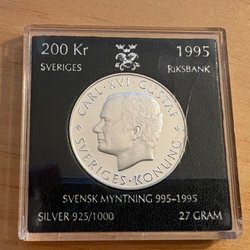 200 Kr 1995
SVERIGES RIKSBANK
CARL·XVI·GUSTAF
SVERIGES·KONUNG
SVENSK MYNTNING 995-1995
SILVER 925/1000 27 GRAM